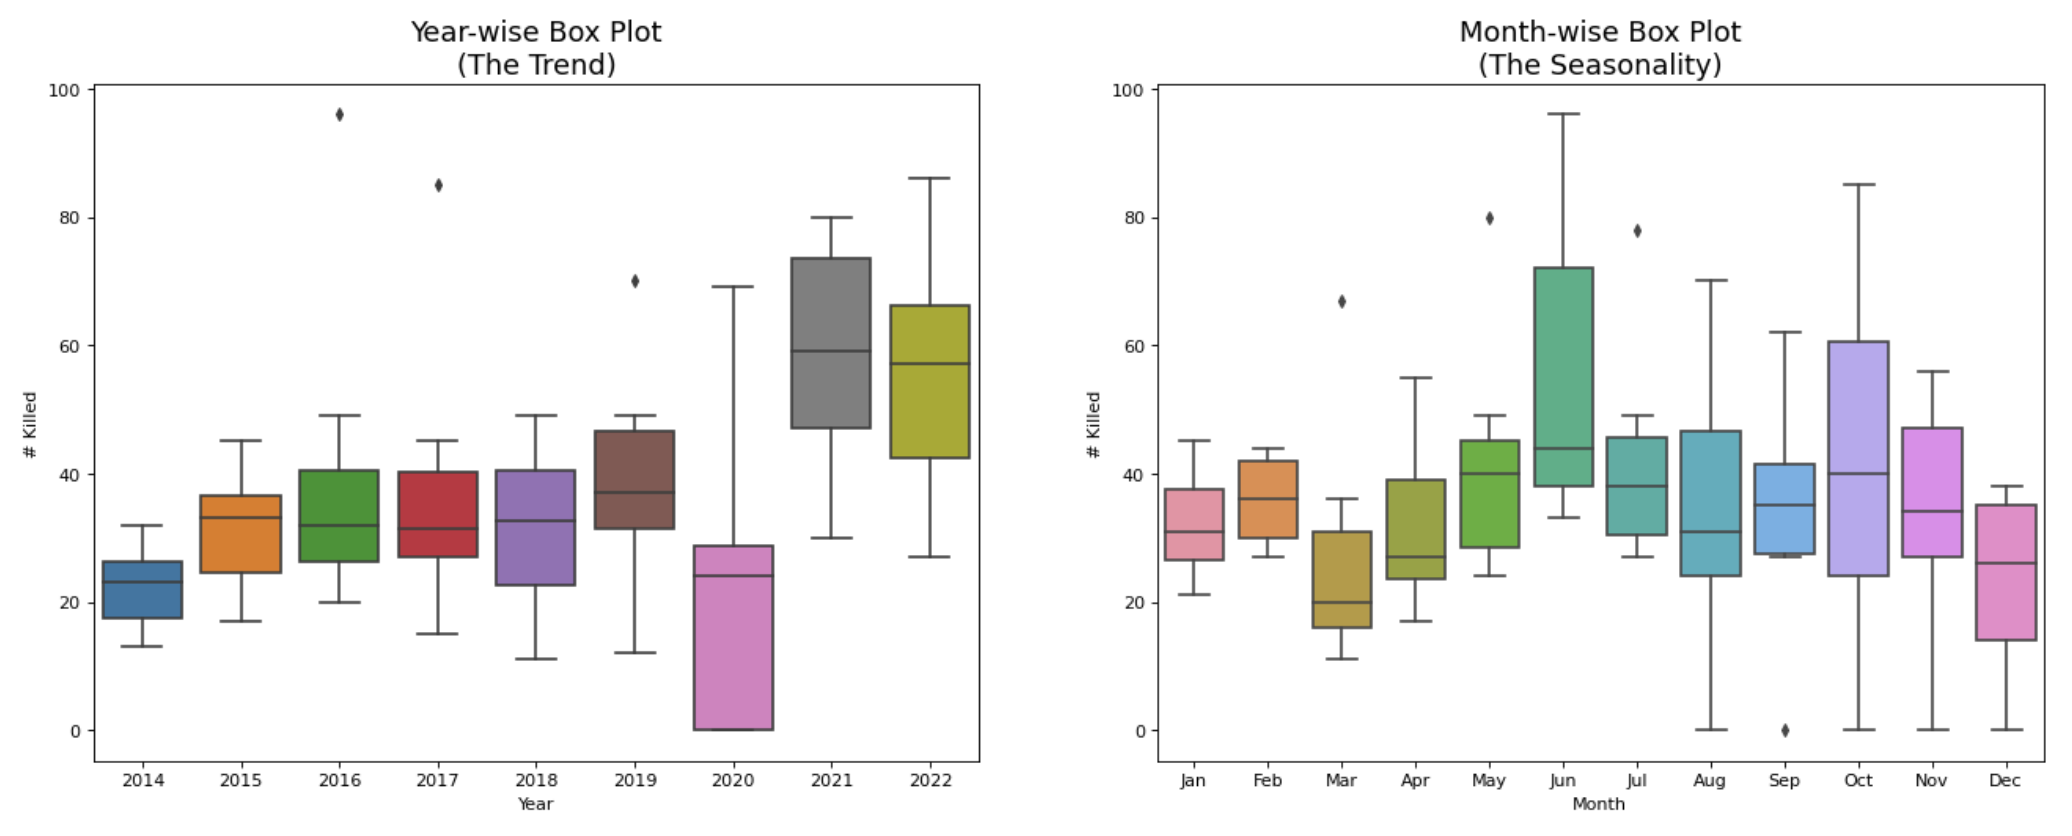 Year-wise Box Plot
(The Trend)
100
80
60
40
20
0
# Killed
2014 2015 2016 2017 2018 2019 2020 2021 2022
Year
Month-wise Box Plot
(The Seasonality)
100
80
60
40
20
0
# Killed
Jan Feb Mar Apr May Jun Jul Aug Sep Oct Nov Dec
Month